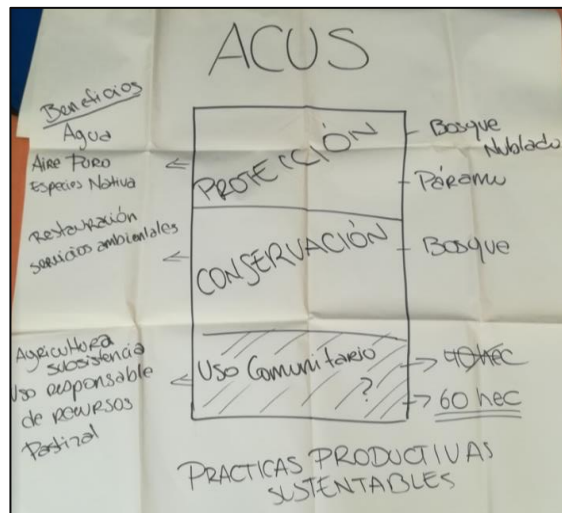 ACUS
Beneficios
Agua
Aire Puro
Especies Nativa
Restauración
servicios ambientales
Agricultura
subsistencia
Uso responsable
de recursos
Pastizal
PROTECCIÓN
CONSERVACIÓN
Uso Comunitario
?
Bosque
Nublado
Páramo
Bosque
40 hec
60 hec
PRACTICAS PRODUCTIVAS
SUSTENTABLES